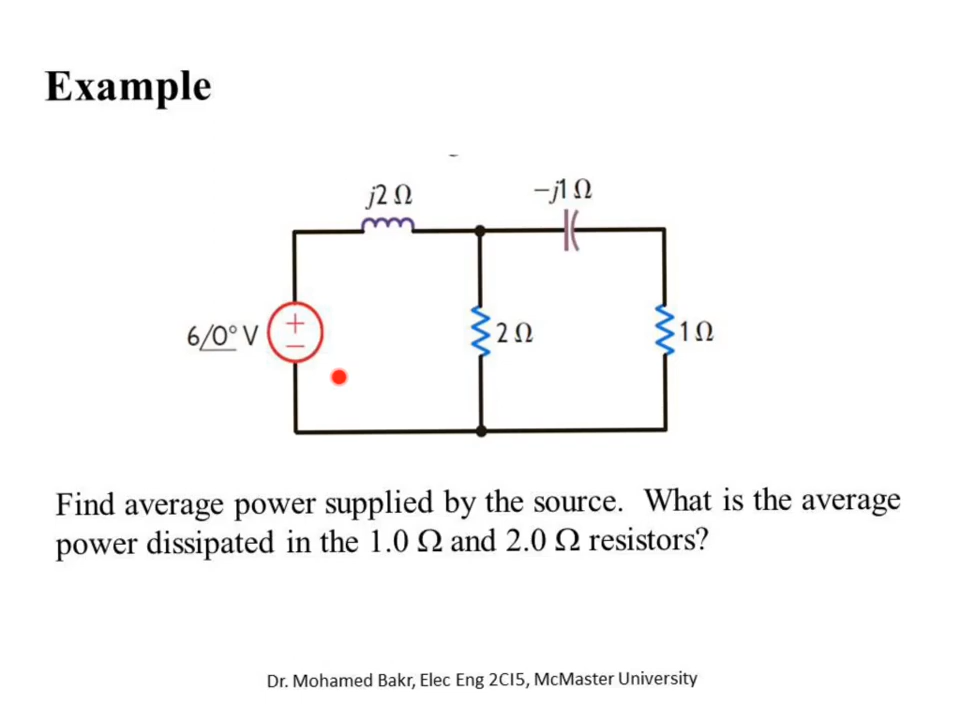 Example
j2 Ω
−j1 Ω
6/0° V
+
−
2 Ω
1 Ω
Find average power supplied by the source.  What is the average
power dissipated in the 1.0 Ω and 2.0 Ω resistors?
Dr. Mohamed Bakr, Elec Eng 2CI5, McMaster University